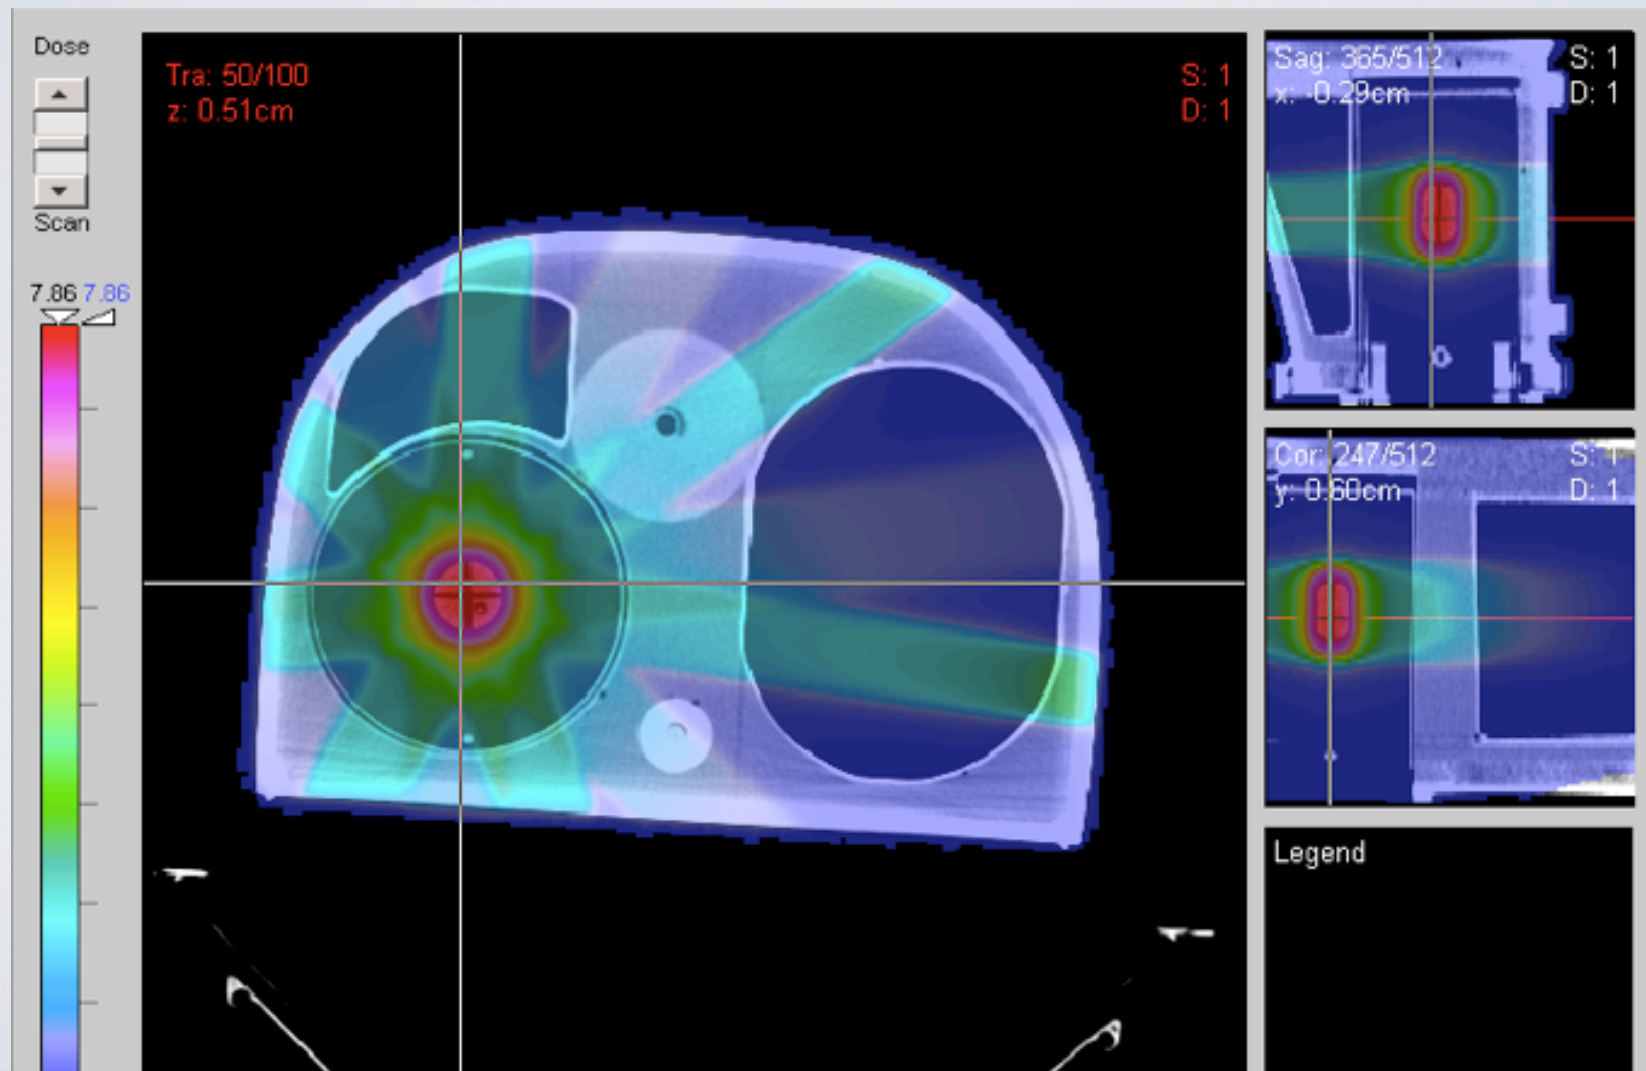 Dose
Scan
7.86 7.86
Tra: 50/100
z: 0.51cm
S: 1
D: 1
Sag: 365/512
x: -0.29cm
S: 1
D: 1
Cor: 247/512
y: 0.60cm
S: 1
D: 1
Legend